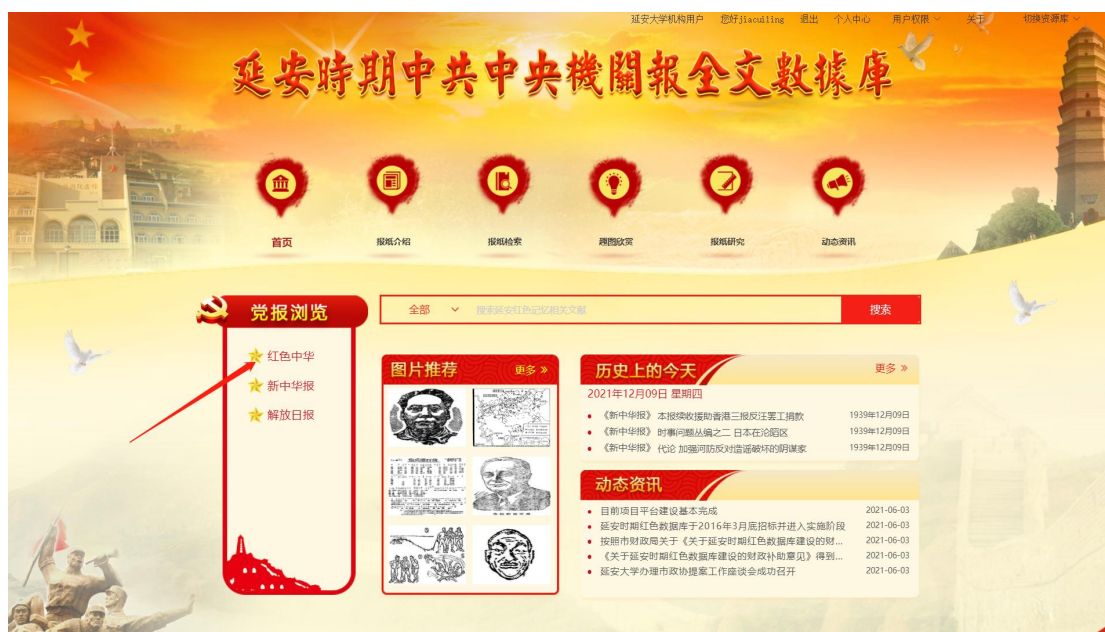 延安大学机构用户 您好jiacuiling 退出 个人中心 用户权限 关于 切换资源库
延安時期中共中央機關報全文數據庫
首页 报纸介绍 报纸检索 趣图欣赏 报纸研究 动态资讯
党报浏览
红色中华
新中华报
解放日报
全部 搜索延安红色记忆相关文献 搜索
图片推荐 更多 »
历史上的今天 更多 »
2021年12月09日 星期四
《新中华报》 本报续收援助香港三报反汪罢工捐款 1939年12月09日
《新中华报》 时事问题丛编之二 日本在沦陷区 1939年12月09日
《新中华报》 代论 加强河防反对造谣破坏的阴谋家 1939年12月09日
动态资讯
目前项目平台建设基本完成 2021-06-03
延安时期红色数据库于2016年3月底招标并进入实施阶段 2021-06-03
按照市财政局关于《关于延安时期红色数据库建设的财... 2021-06-03
《关于延安时期红色数据库建设的财政补助意见》得到... 2021-06-03
延安大学办理市政协提案工作座谈会成功召开 2021-06-03